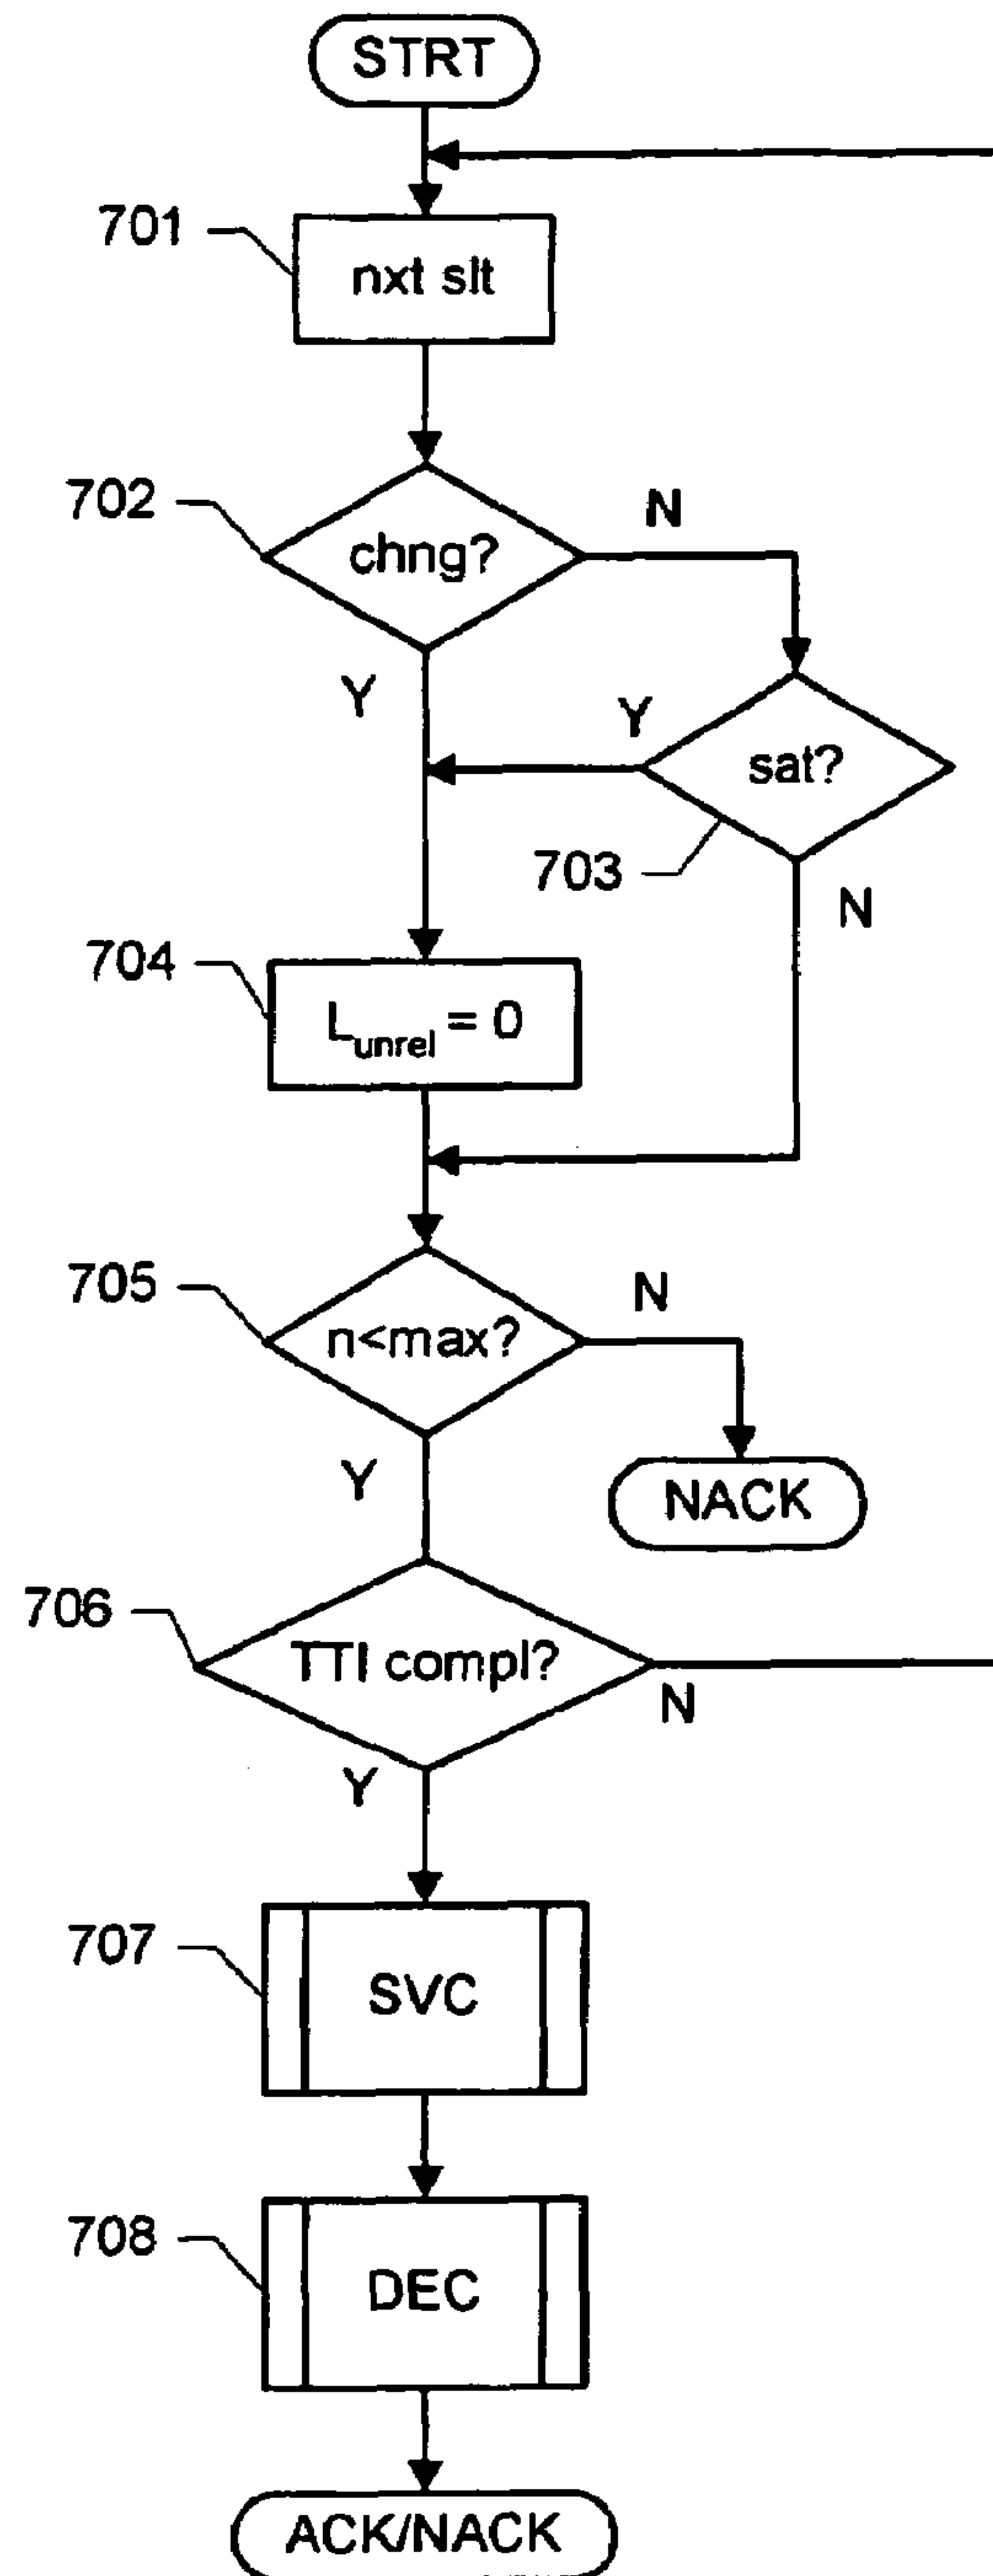 STRT
701
nxt slt
702
chng?
N
Y
Y
sat?
703
N
704
Lunrel = 0
705
n<max?
N
Y
NACK
706
TTI compl?
N
Y
707
SVC
708
DEC
ACK/NACK